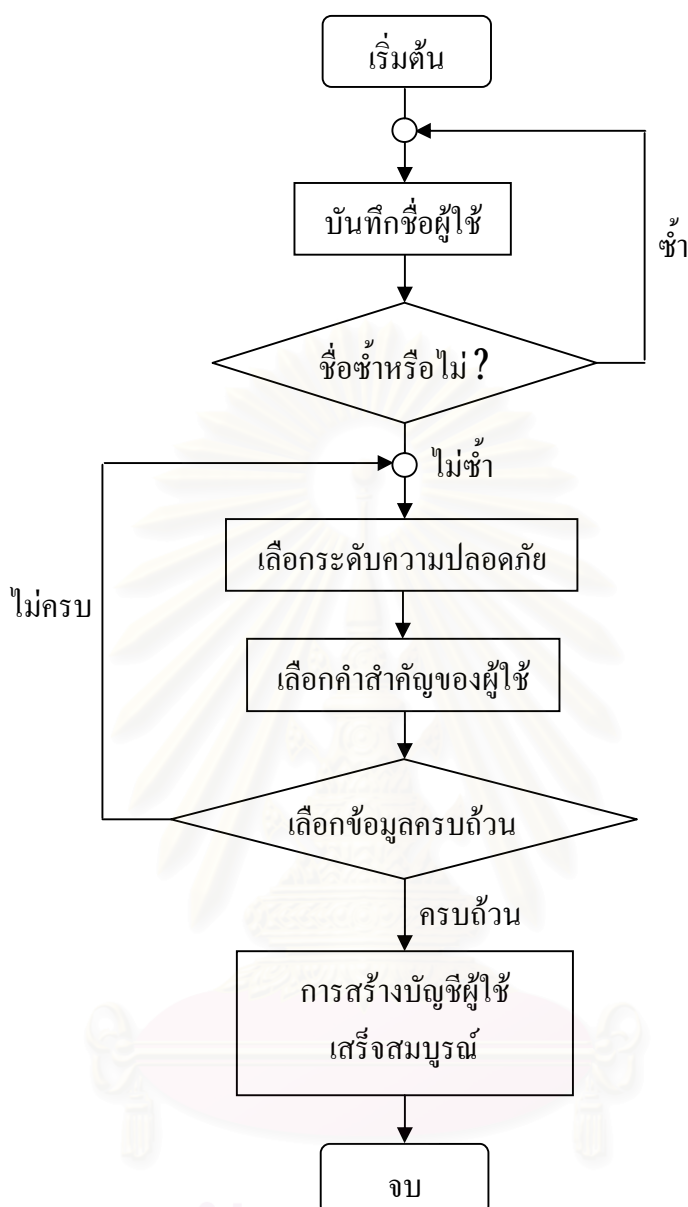 เริ่มต้น
บันทึกชื่อผู้ใช้
ซ้ำ
ชื่อซ้ำหรือไม่ ?
ไม่ซ้ำ
เลือกระดับความปลอดภัย
ไม่ครบ
เลือกคำสำคัญของผู้ใช้
เลือกข้อมูลครบถ้วน
ครบถ้วน
การสร้างบัญชีผู้ใช้
เสร็จสมบูรณ์
จบ